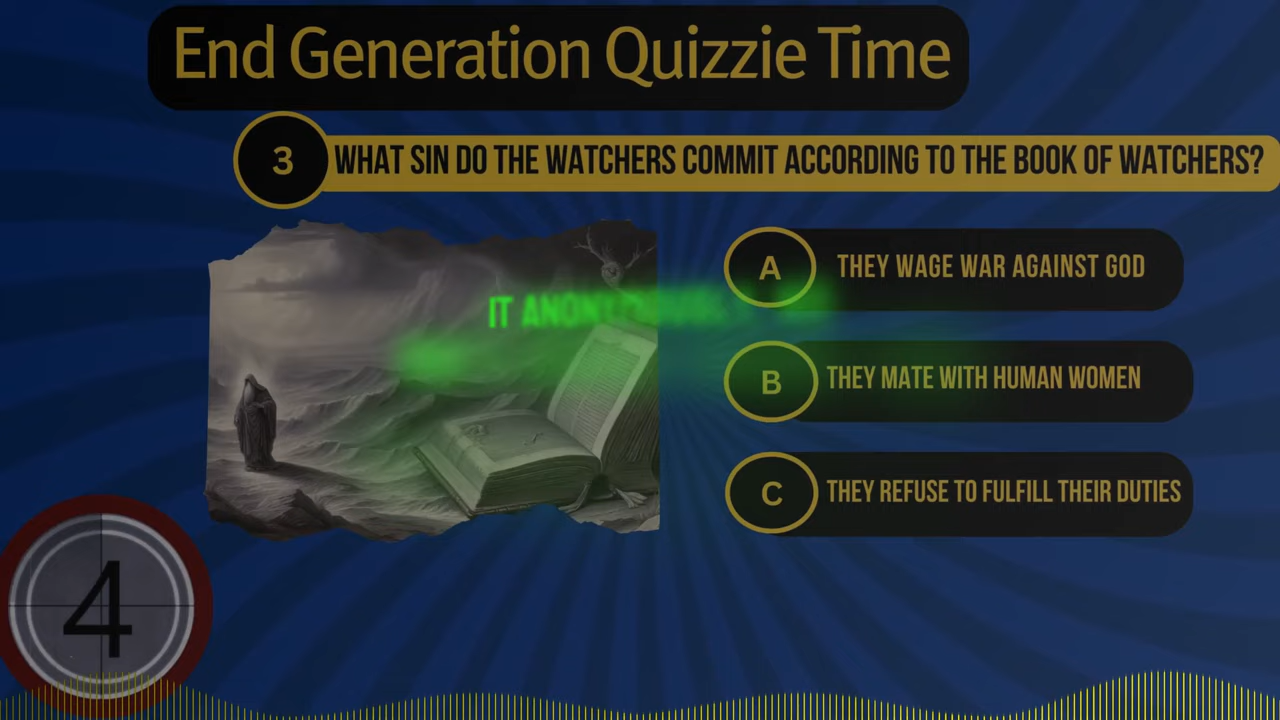 End Generation Quizzie Time
3
WHAT SIN DO THE WATCHERS COMMIT ACCORDING TO THE BOOK OF WATCHERS?
A
THEY WAGE WAR AGAINST GOD
IT
B
THEY MATE WITH HUMAN WOMEN
C
THEY REFUSE TO FULFILL THEIR DUTIES
4